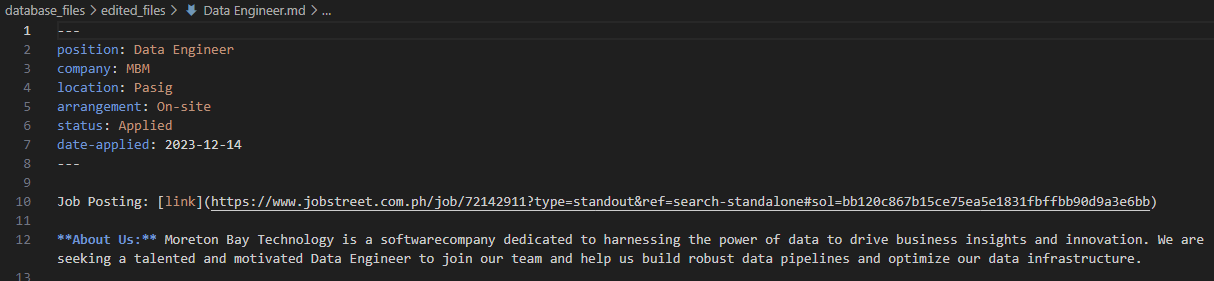 database_files > edited_files > Data Engineer.md > ...
1 ---
2 position: Data Engineer
3 company: MBM
4 location: Pasig
5 arrangement: On-site
6 status: Applied
7 date-applied: 2023-12-14
8 ---
9
10 Job Posting: [link](https://www.jobstreet.com.ph/job/72142911?type=standout&ref=search-standalone#sol=bb120c867b15ce75ea5e1831fbffbb90d9a3e6bb)
11
12 **About Us:** Moreton Bay Technology is a softwarecompany dedicated to harnessing the power of data to drive business insights and innovation. We are
seeking a talented and motivated Data Engineer to join our team and help us build robust data pipelines and optimize our data infrastructure.
13